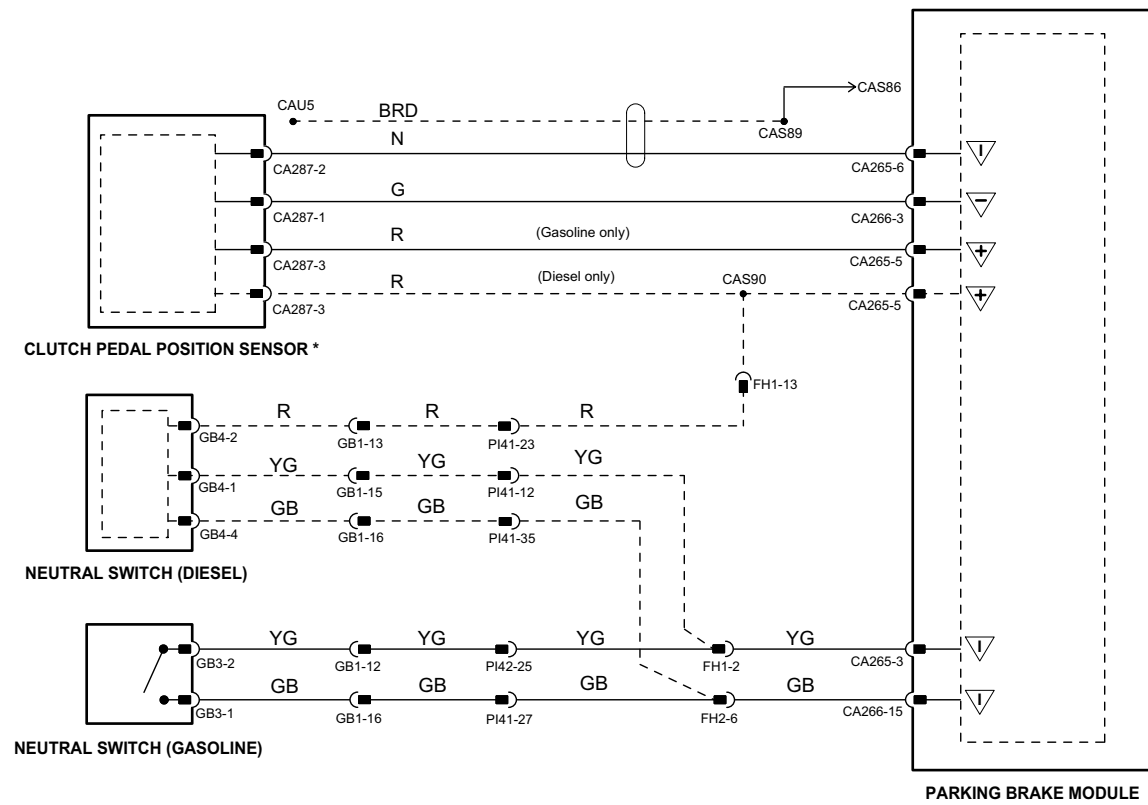 CAS86
CAU5
BRD
CAS89
N
CA287-2
CA265-6
G
CA287-1
CA266-3
R
(Gasoline only)
CA287-3
CA265-5
R
(Diesel only)
CAS90
CA287-3
CA265-5
CLUTCH PEDAL POSITION SENSOR *
FH1-13
R
R
R
GB4-2
GB1-13
PI41-23
YG
YG
YG
GB4-1
GB1-15
PI41-12
GB
GB
GB
GB4-4
GB1-16
PI41-35
NEUTRAL SWITCH (DIESEL)
YG
YG
YG
YG
GB3-2
GB1-12
PI42-25
FH1-2
CA265-3
GB
GB
GB
GB
GB3-1
GB1-16
PI41-27
FH2-6
CA266-15
NEUTRAL SWITCH (GASOLINE)
PARKING BRAKE MODULE
I
−
+
+
I
I